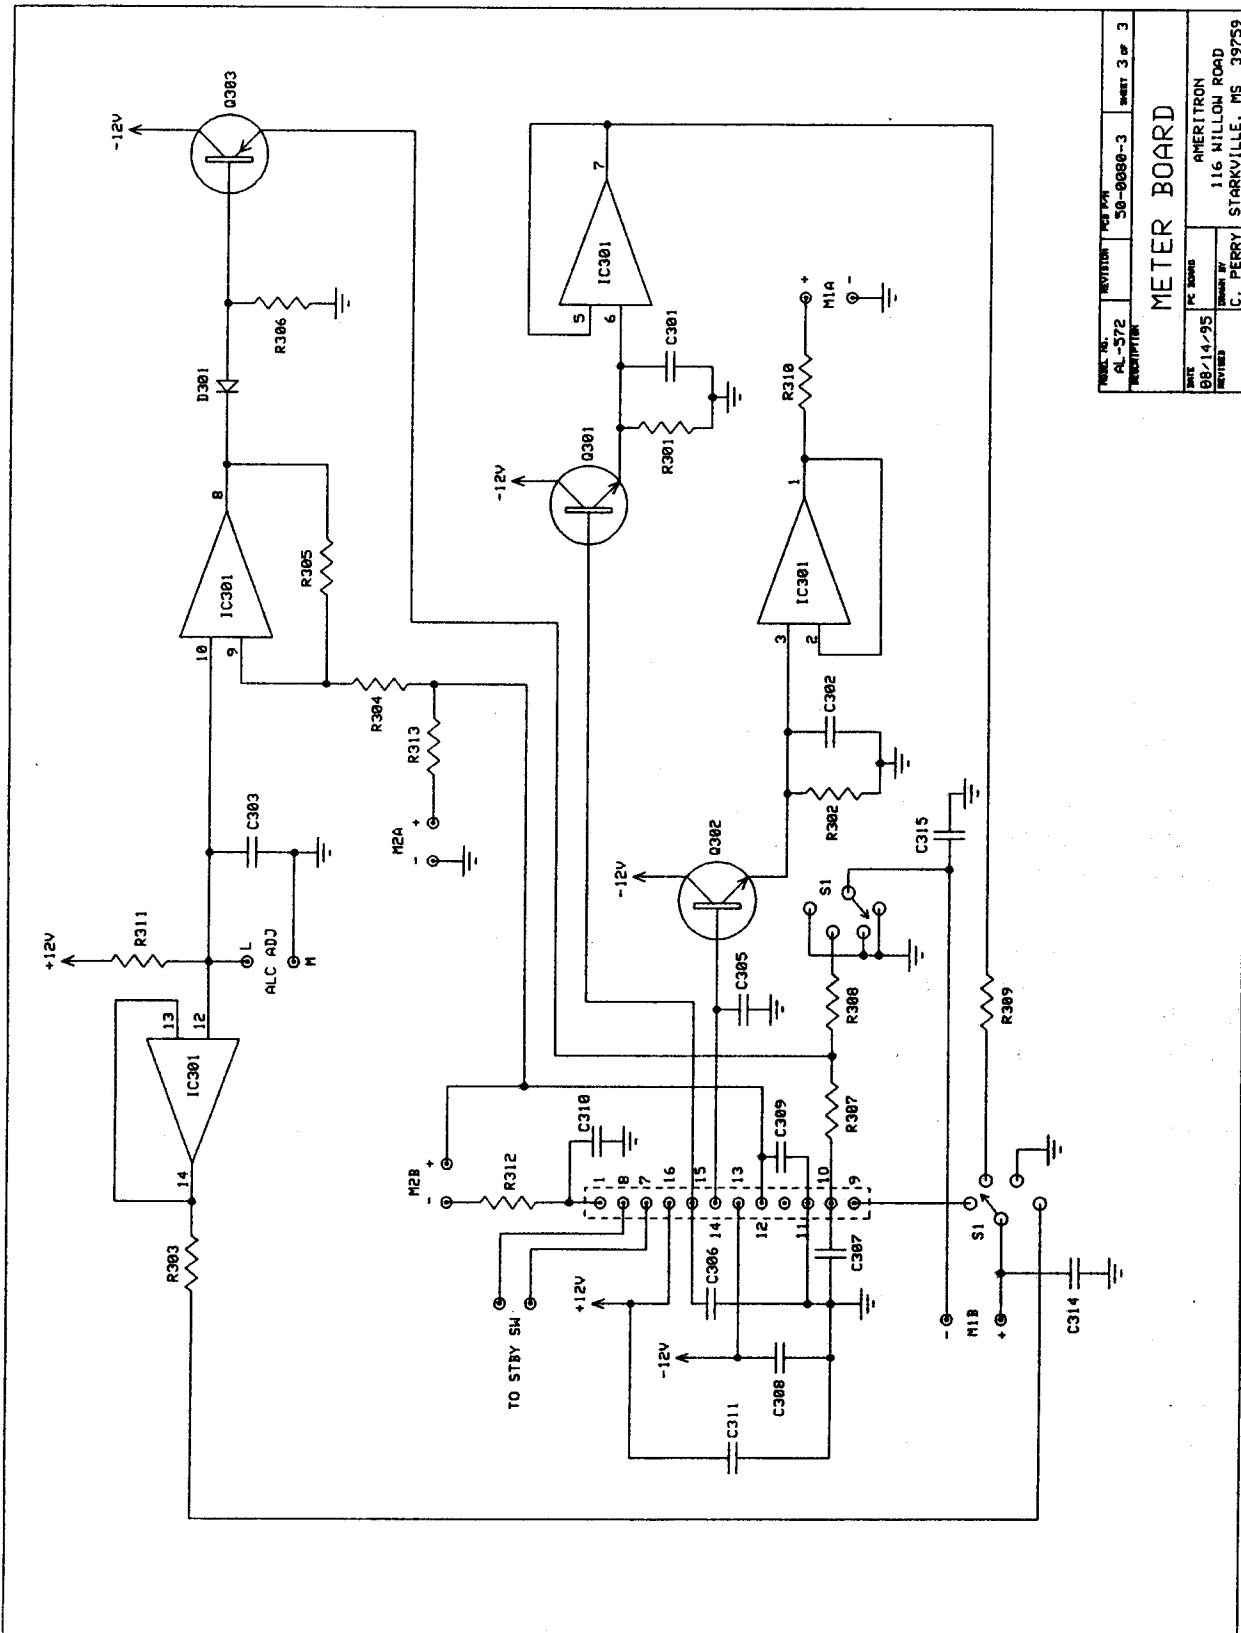 -12V
Q303
D301
R306
8
IC301
10
9
R305
R304
R313
M2A
+
-
C303
+12V
R311
L
ALC ADJ
M
13
12
IC301
14
R303
7
IC301
5
6
C301
R301
Q301
-12V
M1A
+
-
R310
1
IC301
3
2
C302
R302
Q302
-12V
C315
S1
C305
R308
R309
R307
C310
M2B
-
+
R312
C309
1
8
7
16
15
14
13
12
11
10
9
C306
C307
+12V
TO STBY SW
-12V
C308
C311
S1
M1B
-
+
C314
MODEL NO.
AL-572
REVISION
PCB P/N
50-0080-3
SHEET 3 OF 3
DESCRIPTION
METER BOARD
DATE
08/14/95
PC BOARD
AMERITRON
116 WILLOW ROAD
STARKVILLE, MS 39759
REVISED
DRAWN BY
C. PERRY